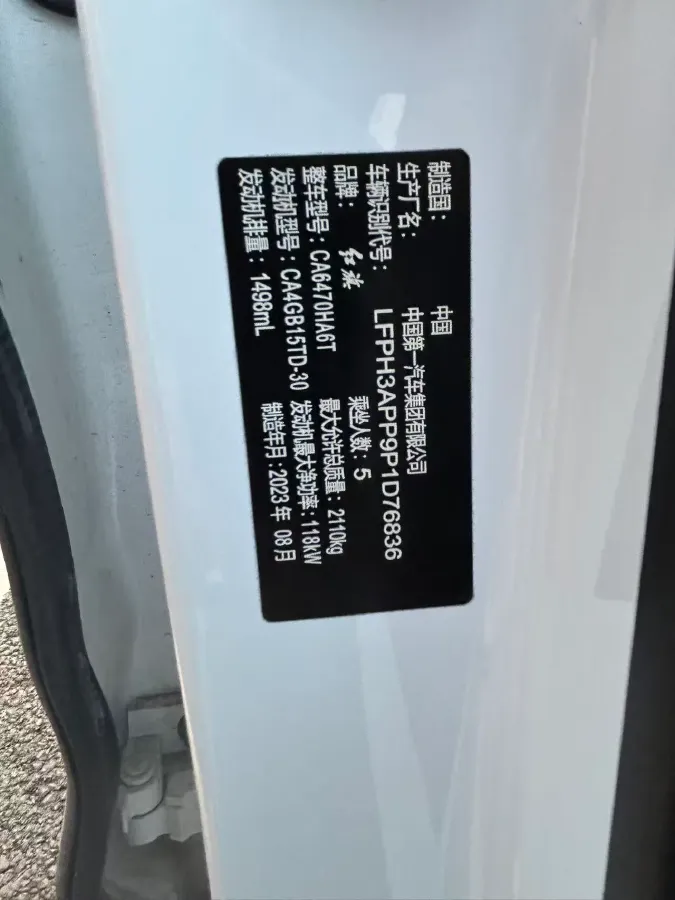 制造国： 中国
生产厂名： 中国第一汽车集团有限公司
车辆识别代号： LFPH3APP9P1D76836
品牌： 红旗 乘坐人数：5
整车型号：CA6470HA6T 最大允许总质量：2110kg
发动机型号：CA4GB15TD-30 发动机最大净功率：118kW
发动机排量：1498mL 制造年月：2023年 08月